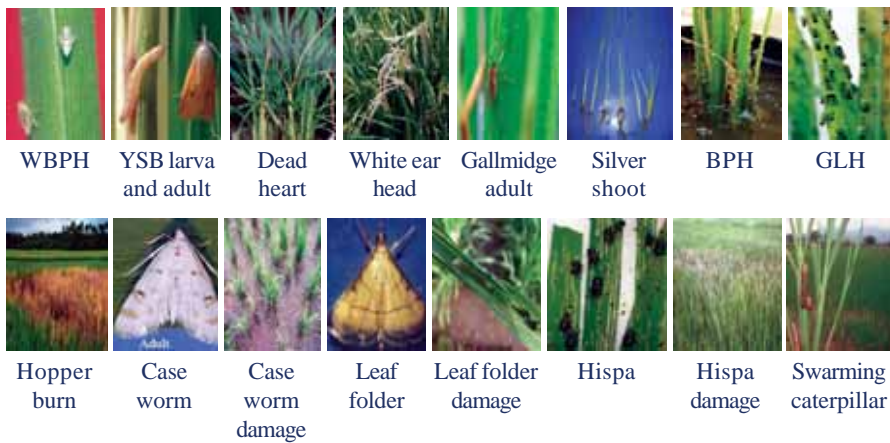 WBPH
YSB larva
and adult
Dead
heart
White ear
head
Gallmidge
adult
Silver
shoot
BPH
GLH
Adult
Hopper
burn
Case
worm
Case
worm
damage
Leaf
folder
Leaf folder
damage
Hispa
Hispa
damage
Swarming
caterpillar